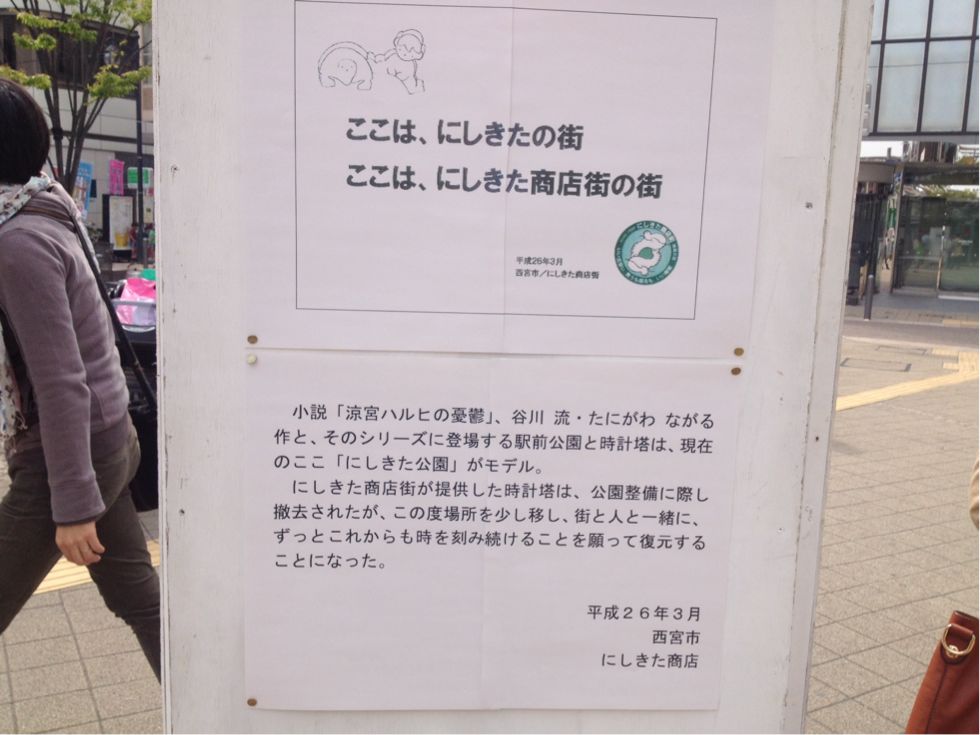 ここは、にしきたの街
ここは、にしきた商店街の街
平成26年3月
西宮市/にしきた商店街
にしきた商店街
小説「涼宮ハルヒの憂鬱」、谷川 流・たにがわ ながる
作と、そのシリーズに登場する駅前公園と時計塔は、現在
のここ「にしきた公園」がモデル。
にしきた商店街が提供した時計塔は、公園整備に際し
撤去されたが、この度場所を少し移し、街と人と一緒に、
ずっとこれからも時を刻み続けることを願って復元する
ことになった。
平成26年3月
西宮市
にしきた商店